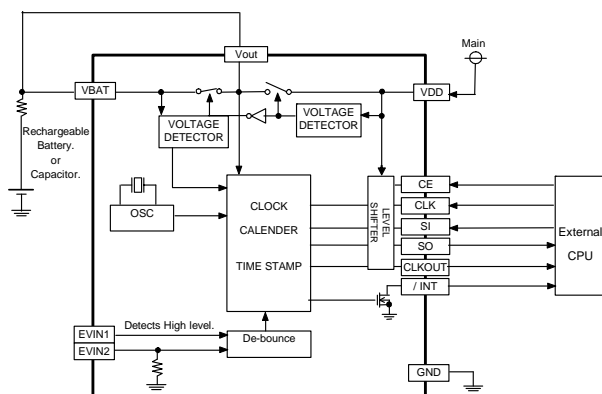 Main
Vout
VBAT
VDD
VOLTAGE
DETECTOR
VOLTAGE
DETECTOR
Rechargeable
Battery.
or
Capacitor.
OSC
CLOCK
CALENDER
TIME STAMP
LEVEL
SHIFTER
CE
CLK
SI
SO
CLKOUT
/ INT
External
CPU
EVIN1
EVIN2
Detects High level.
De-bounce
GND